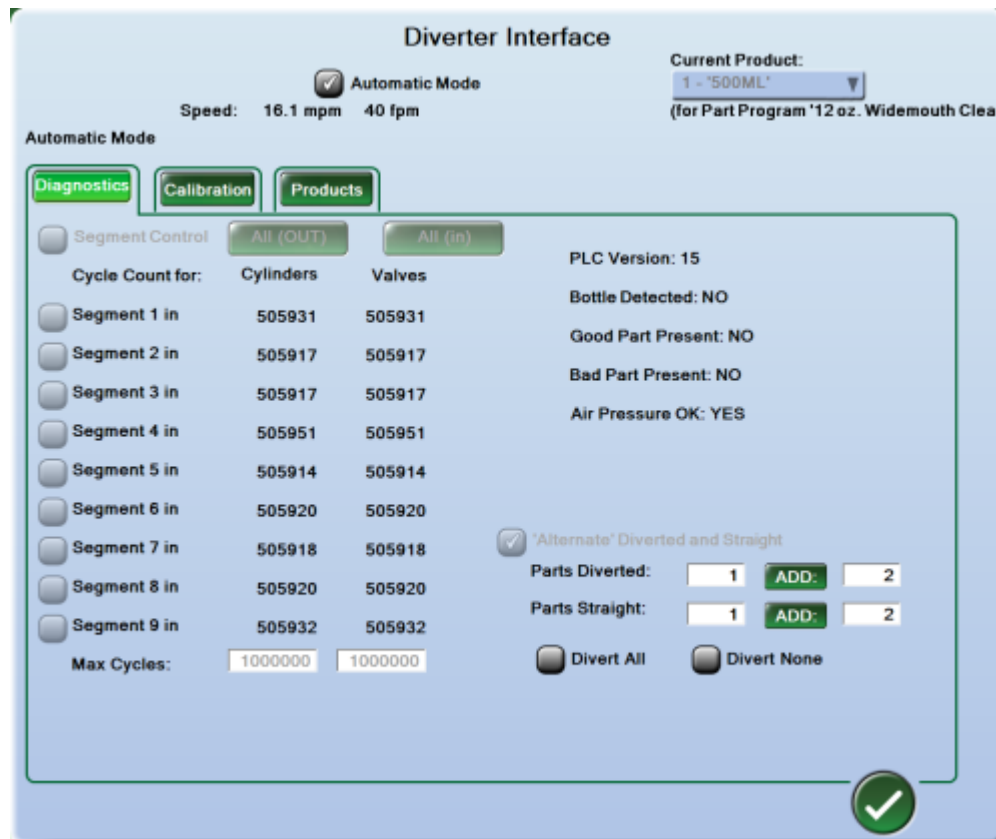 Diverter Interface
Current Product:
Automatic Mode
1 - '500ML'
Speed: 16.1 mpm 40 fpm
(for Part Program '12 oz. Widemouth Clea
Automatic Mode
Diagnostics Calibration Products
Segment Control All (OUT) All (in)
Cycle Count for: Cylinders Valves
Segment 1 in 505931 505931
Segment 2 in 505917 505917
Segment 3 in 505917 505917
Segment 4 in 505951 505951
Segment 5 in 505914 505914
Segment 6 in 505920 505920
Segment 7 in 505918 505918
Segment 8 in 505920 505920
Segment 9 in 505932 505932
Max Cycles: 1000000 1000000
PLC Version: 15
Bottle Detected: NO
Good Part Present: NO
Bad Part Present: NO
Air Pressure OK: YES
'Alternate' Diverted and Straight
Parts Diverted: 1 ADD: 2
Parts Straight: 1 ADD: 2
Divert All Divert None